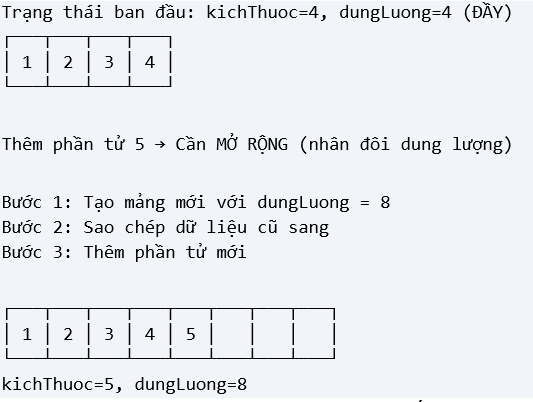 Trạng thái ban đầu: kichThuoc=4, dungLuong=4 (ĐẦY)
1 2 3 4
Thêm phần tử 5 → Cần MỞ RỘNG (nhân đôi dung lượng)
Bước 1: Tạo mảng mới với dungLuong = 8
Bước 2: Sao chép dữ liệu cũ sang
Bước 3: Thêm phần tử mới
1 2 3 4 5
kichThuoc=5, dungLuong=8